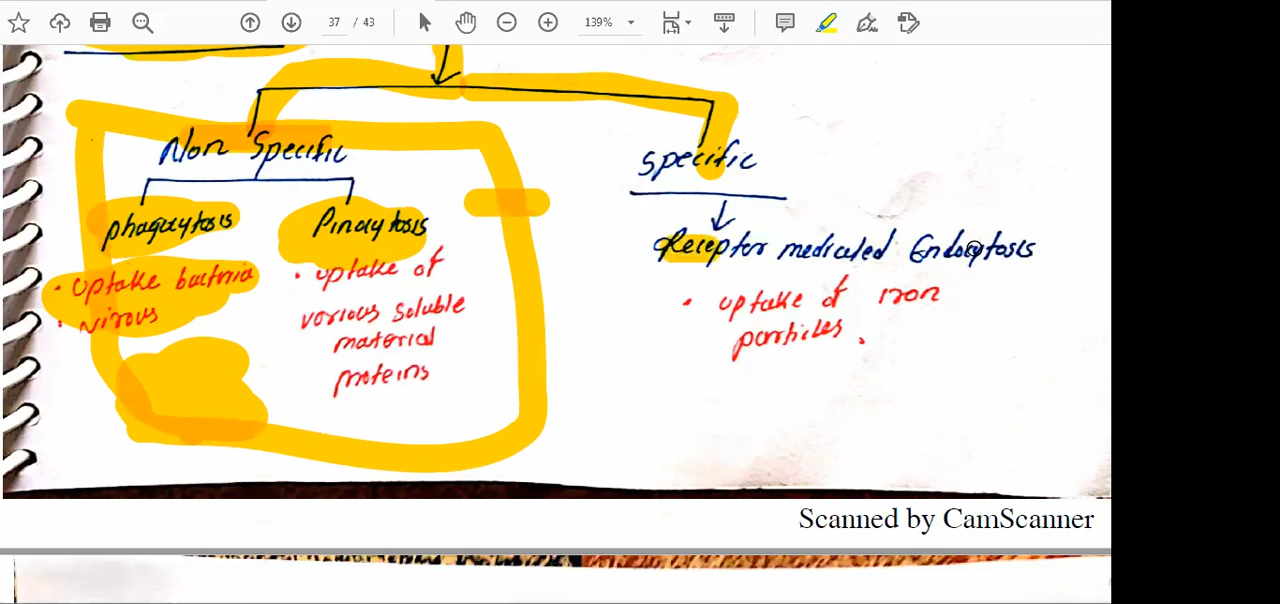 37 / 43
139%
Non Specific
Specific
phagocytosis
Pinocytosis
Receptor medicated Endocytosis
• uptake bacteria
• virous
• uptake of
various soluble
material
proteins
• uptake of iron
particles.
Scanned by CamScanner